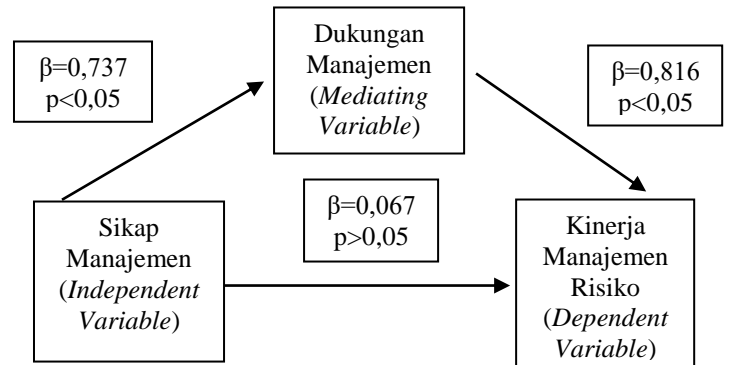 β=0,737
p<0,05
Dukungan
Manajemen
(Mediating
Variable)
β=0,816
p<0,05
Sikap
Manajemen
(Independent
Variable)
β=0,067
p>0,05
Kinerja
Manajemen
Risiko
(Dependent
Variable)